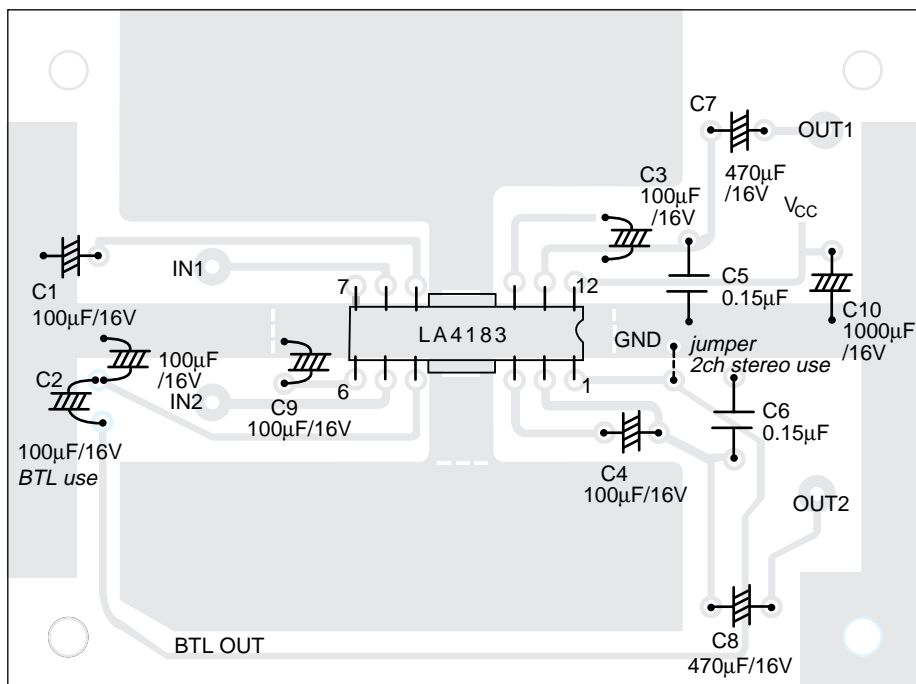 C7
OUT1
470µF
/16V
C3
100µF
/16V
VCC
C1
100µF/16V
IN1
7
12
C5
0.15µF
C10
1000µF
/16V
LA4183
GND
jumper
2ch stereo use
C2
100µF
/16V
IN2
C9
100µF/16V
6
1
C6
0.15µF
100µF/16V
BTL use
C4
100µF/16V
OUT2
BTL OUT
C8
470µF/16V